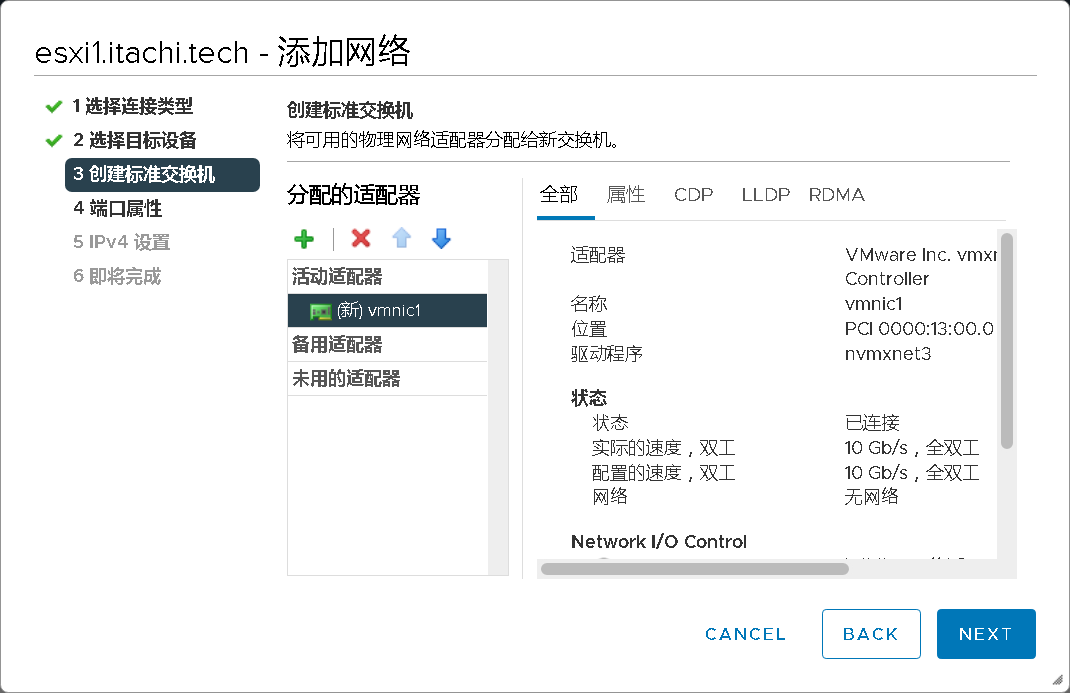 esxi1.itachi.tech - 添加网络
1 选择连接类型
2 选择目标设备
3 创建标准交换机
4 端口属性
5 IPv4 设置
6 即将完成
创建标准交换机
将可用的物理网络适配器分配给新交换机。
分配的适配器
活动适配器
(新) vmnic1
备用适配器
未用的适配器
全部 属性 CDP LLDP RDMA
适配器 VMware Inc.
Controller
名称 vmnic1
位置 PCI 0000:13:00.0
驱动程序 nvmxnet3
状态
状态 已连接
实际的速度，双工 10 Gb/s，全双工
配置的速度，双工 10 Gb/s，全双工
网络 无网络
Network I/O Control
CANCEL BACK NEXT